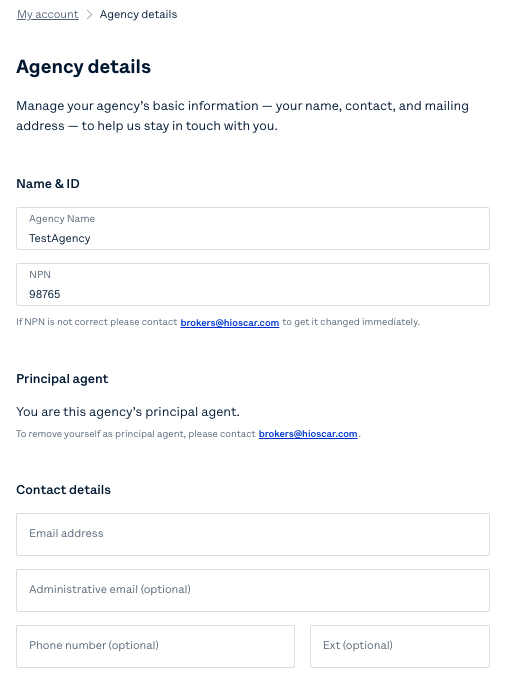 My account > Agency details
Agency details
Manage your agency's basic information — your name, contact, and mailing
address — to help us stay in touch with you.
Name & ID
Agency Name
TestAgency
NPN
98765
If NPN is not correct please contact brokers@hioscar.com to get it changed immediately.
Principal agent
You are this agency's principal agent.
To remove yourself as principal agent, please contact brokers@hioscar.com.
Contact details
Email address
Administrative email (optional)
Phone number (optional) Ext (optional)